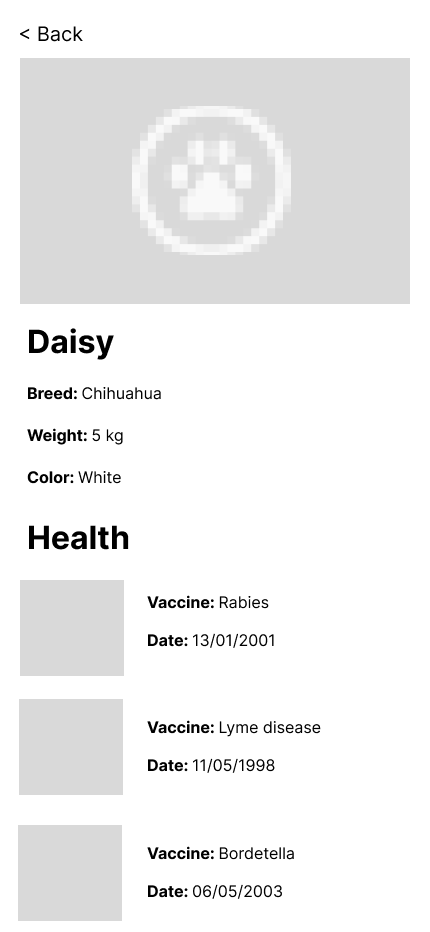 < Back
Daisy
Breed: Chihuahua
Weight: 5 kg
Color: White
Health
Vaccine: Rabies
Date: 13/01/2001
Vaccine: Lyme disease
Date: 11/05/1998
Vaccine: Bordetella
Date: 06/05/2003